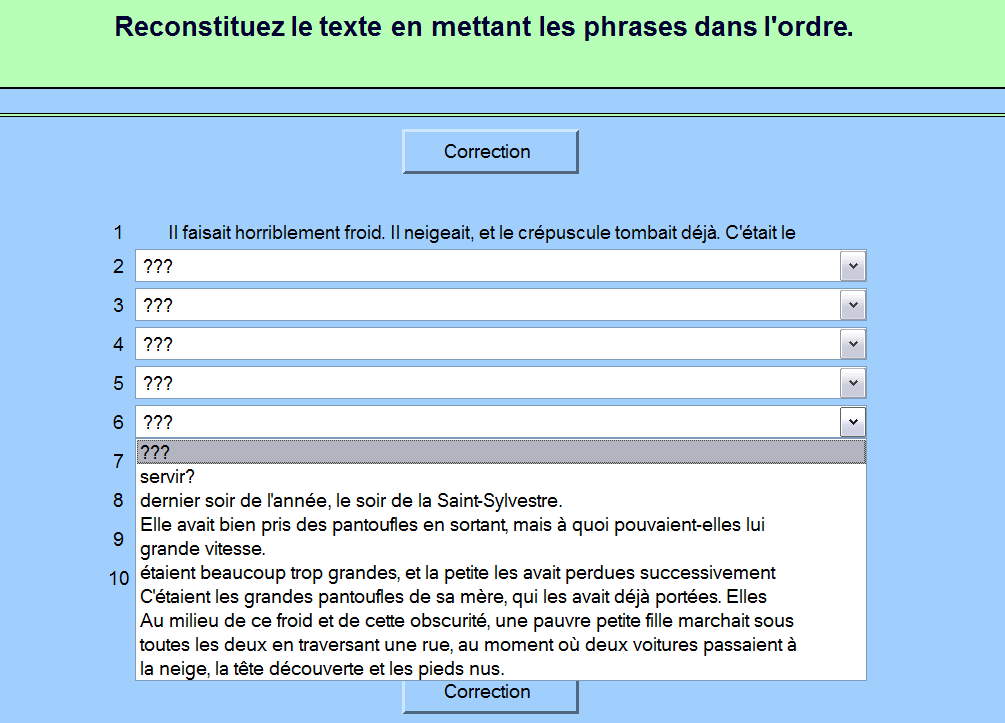 Reconstituez le texte en mettant les phrases dans l'ordre.
Correction
1 Il faisait horriblement froid. Il neigeait, et le crépuscule tombait déjà. C'était le
2 ???
3 ???
4 ???
5 ???
6 ???
???
7 servir?
8 dernier soir de l'année, le soir de la Saint-Sylvestre.
Elle avait bien pris des pantoufles en sortant, mais à quoi pouvaient-elles lui
9 grande vitesse.
10 étaient beaucoup trop grandes, et la petite les avait perdues successivement
C'étaient les grandes pantoufles de sa mère, qui les avait déjà portées. Elles
Au milieu de ce froid et de cette obscurité, une pauvre petite fille marchait sous
toutes les deux en traversant une rue, au moment où deux voitures passaient à
la neige, la tête découverte et les pieds nus.
Correction